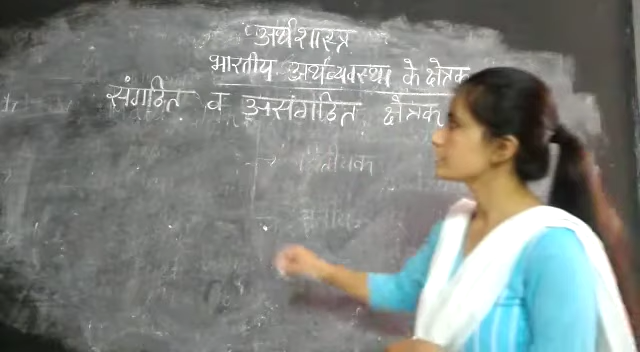 अर्थशास्त्र
भारतीय अर्थव्यवस्था के क्षेत्रक
संगठित व असंगठित क्षेत्रक